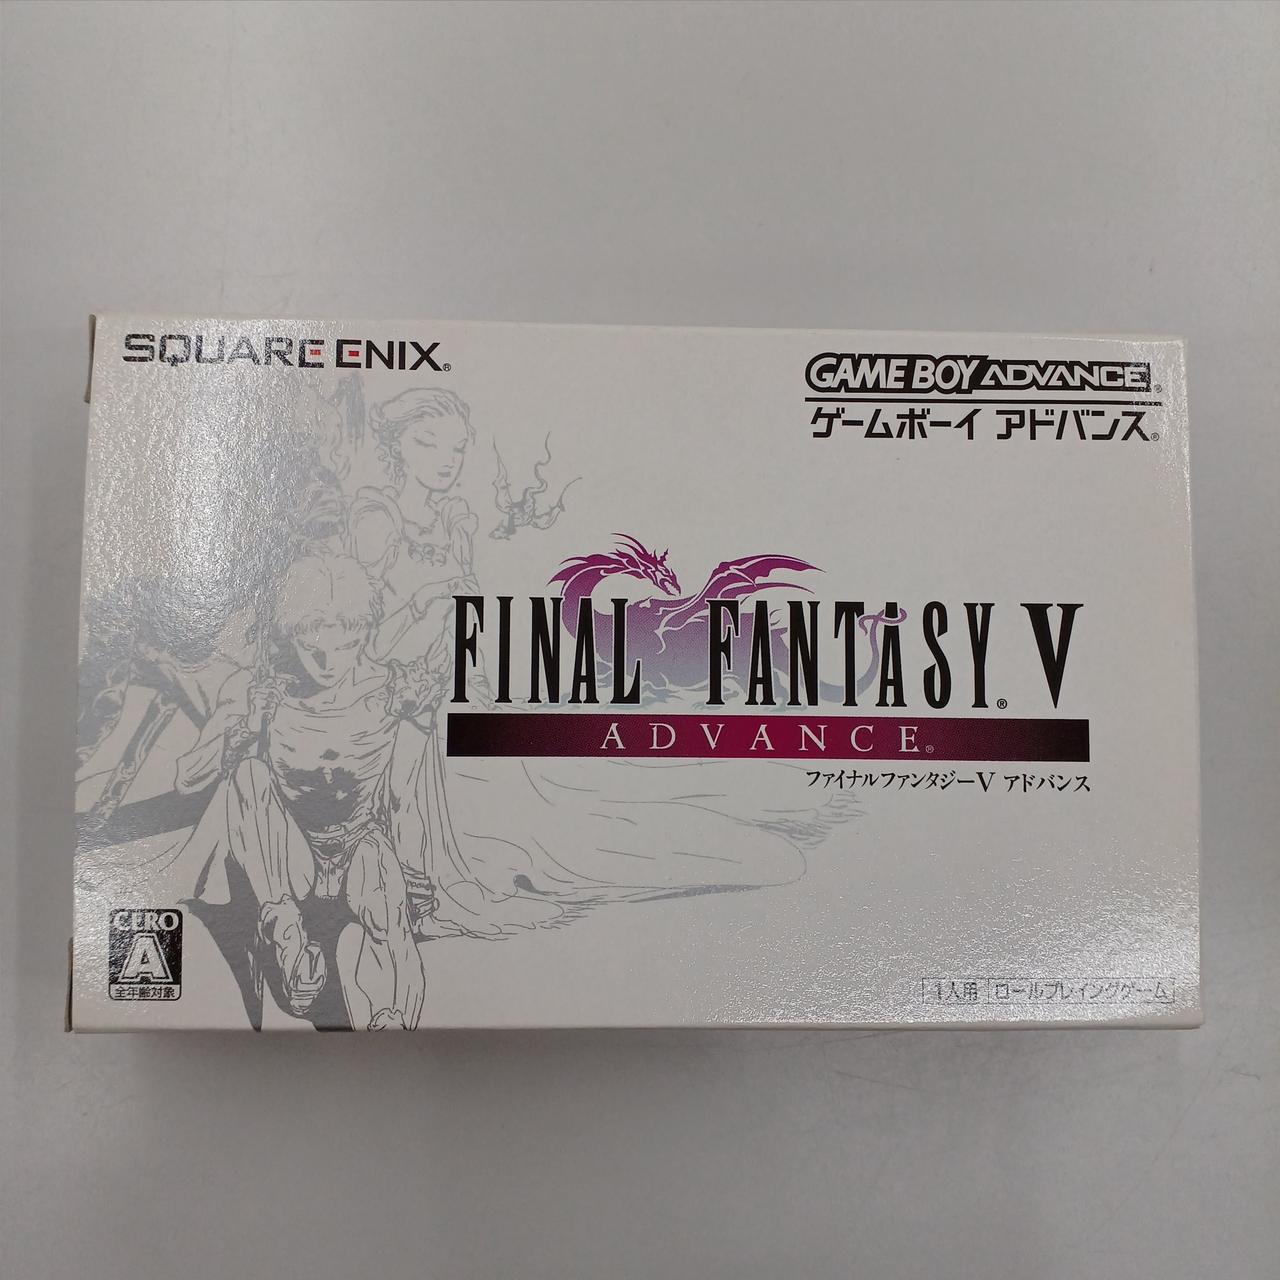 SQUARE ENIX®
GAME BOY ADVANCE®
ゲームボーイ アドバンス®
FINAL FANTASY® V
ADVANCE®
ファイナルファンタジーV アドバンス
CERO
A
全年齢対象
1人用 ロールプレイングゲーム